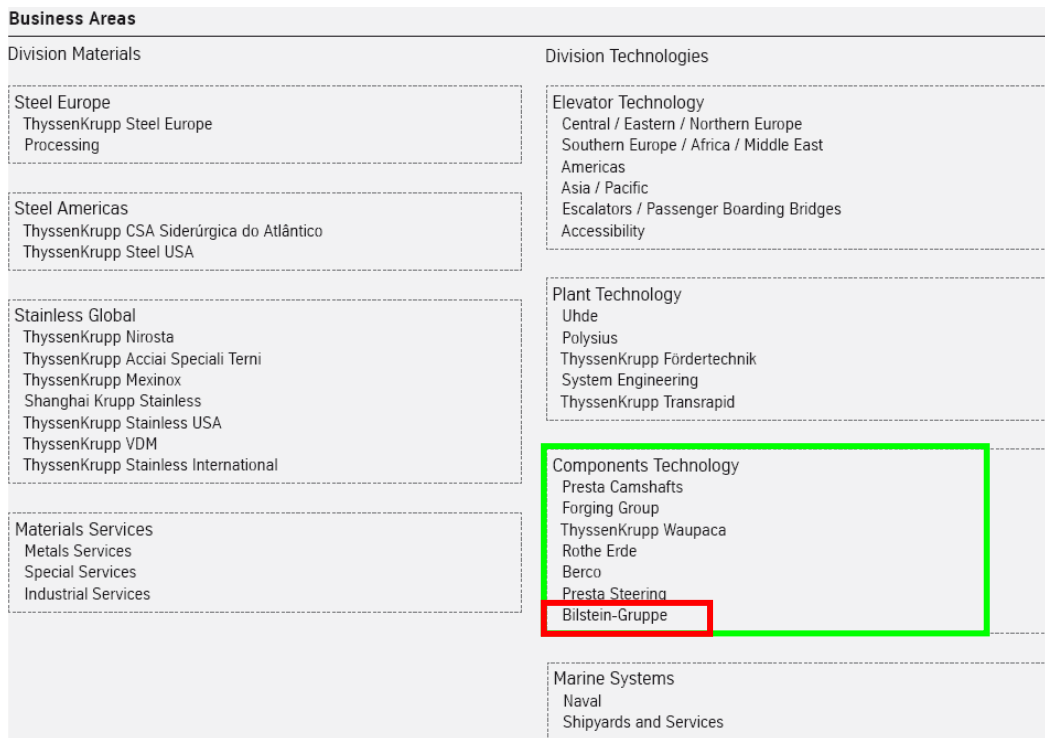 Business Areas
Division Materials
Steel Europe
ThyssenKrupp Steel Europe
Processing
Steel Americas
ThyssenKrupp CSA Siderúrgica do Atlântico
ThyssenKrupp Steel USA
Stainless Global
ThyssenKrupp Nirosta
ThyssenKrupp Acciai Speciali Terni
ThyssenKrupp Mexinox
Shanghai Krupp Stainless
ThyssenKrupp Stainless USA
ThyssenKrupp VDM
ThyssenKrupp Stainless International
Materials Services
Metals Services
Special Services
Industrial Services
Division Technologies
Elevator Technology
Central / Eastern / Northern Europe
Southern Europe / Africa / Middle East
Americas
Asia / Pacific
Escalators / Passenger Boarding Bridges
Accessibility
Plant Technology
Uhde
Polysius
ThyssenKrupp Fördertechnik
System Engineering
ThyssenKrupp Transrapid
Components Technology
Presta Camshafts
Forging Group
ThyssenKrupp Waupaca
Rothe Erde
Berco
Presta Steering
Bilstein-Gruppe
Marine Systems
Naval
Shipyards and Services